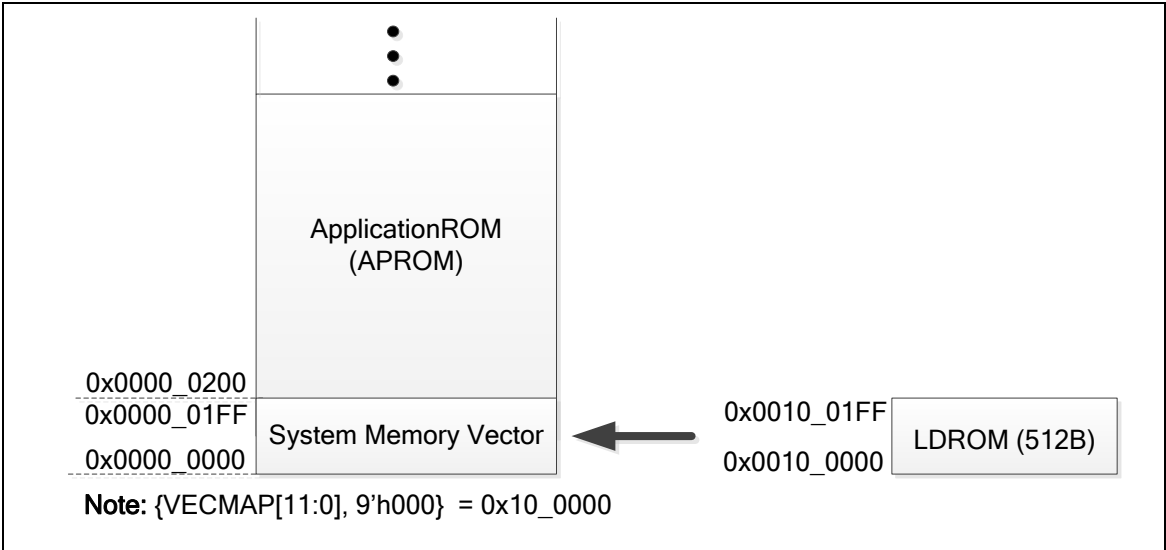 ApplicationROM
(APROM)
0x0000_0200
0x0000_01FF
System Memory Vector
0x0000_0000
0x0010_01FF
LDROM (512B)
0x0010_0000
Note: {VECMAP[11:0], 9'h000} = 0x10_0000